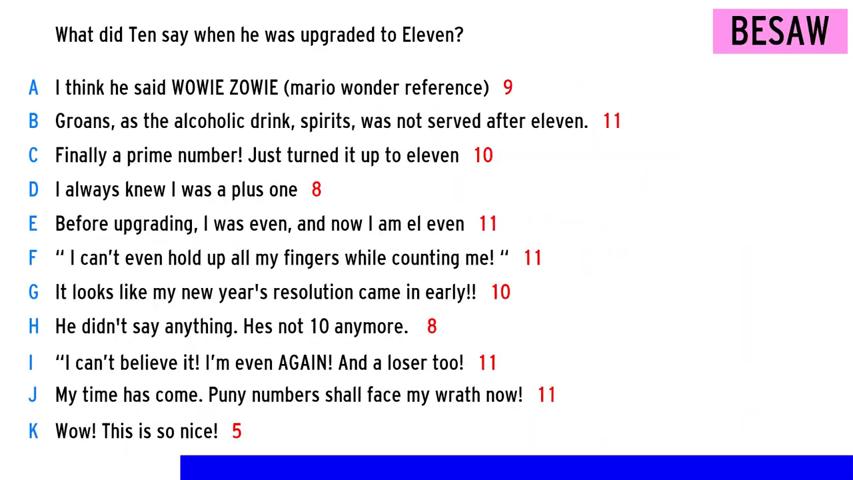 What did Ten say when he was upgraded to Eleven?
BESAW
A I think he said WOWIE ZOWIE (mario wonder reference) 9
B Groans, as the alcoholic drink, spirits, was not served after eleven. 11
C Finally a prime number! Just turned it up to eleven 10
D I always knew I was a plus one 8
E Before upgrading, I was even, and now I am el even 11
F “ I can’t even hold up all my fingers while counting me! “ 11
G It looks like my new year's resolution came in early!! 10
H He didn't say anything. Hes not 10 anymore. 8
I “I can’t believe it! I’m even AGAIN! And a loser too! 11
J My time has come. Puny numbers shall face my wrath now! 11
K Wow! This is so nice! 5